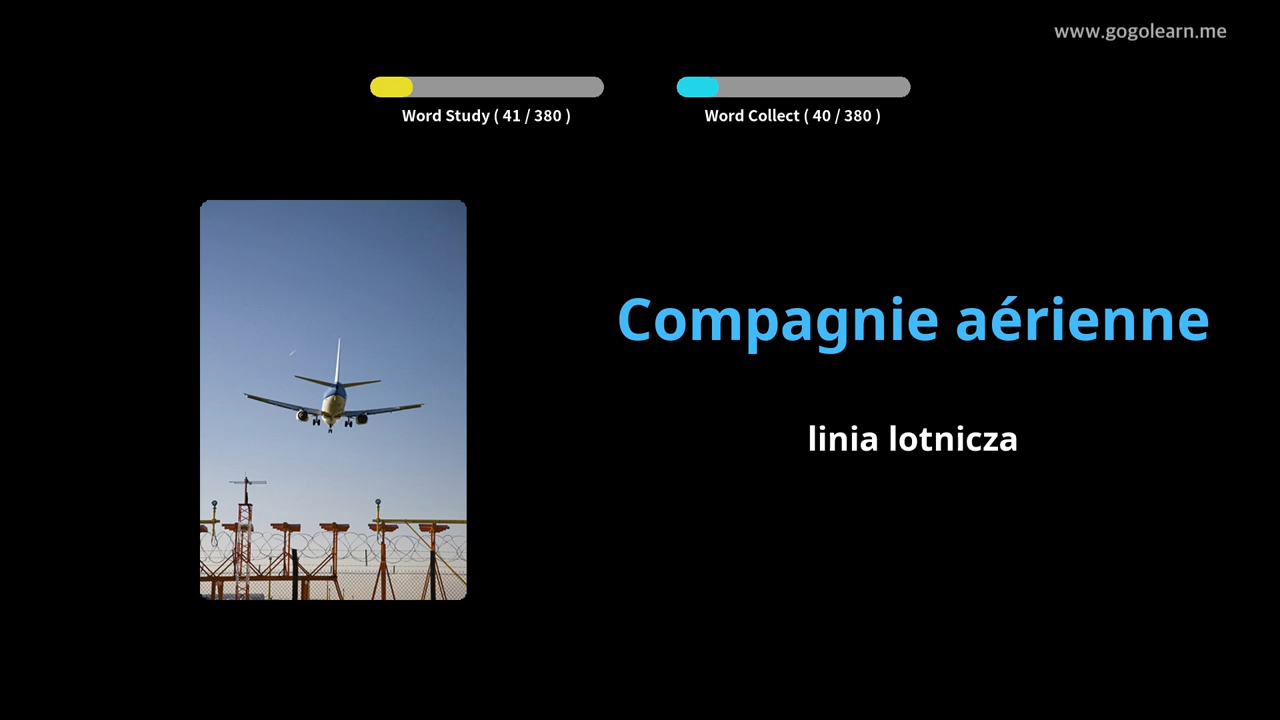 www.gogolearn.me
Word Study ( 41 / 380 )
Word Collect ( 40 / 380 )
Compagnie aérienne
linia lotnicza